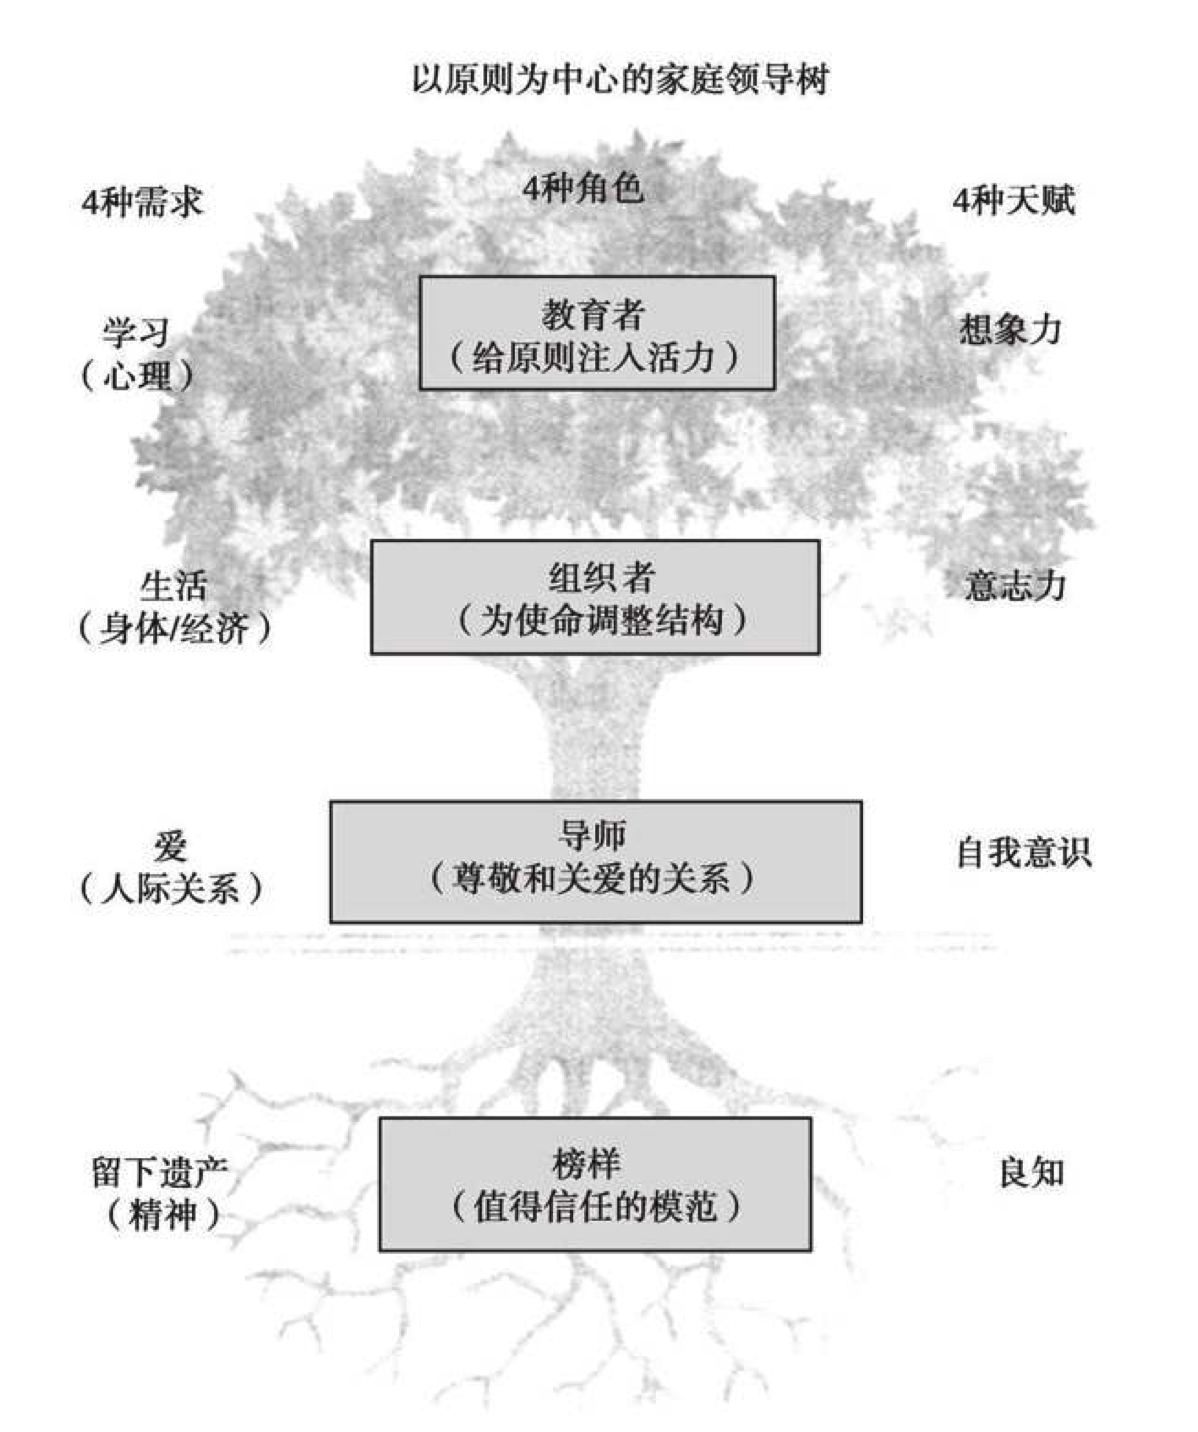 以原则为中心的家庭领导树
4种需求
4种角色
4种天赋
教育者
（给原则注入活力）
学习
（心理）
想象力
组织者
（为使命调整结构）
生活
（身体/经济）
意志力
导师
（尊敬和关爱的关系）
爱
（人际关系）
自我意识
榜样
（值得信任的模范）
留下遗产
（精神）
良知